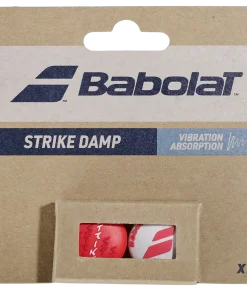 BABOLAT
STRIKE DAMP
VIBRATION
ABSORPTION
X